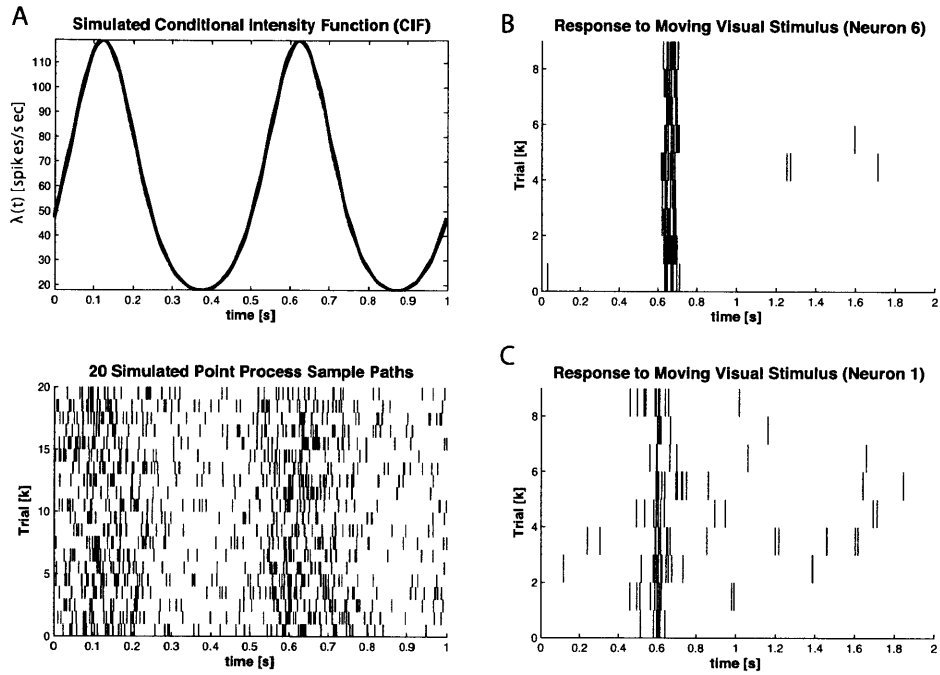 A
Simulated Conditional Intensity Function (CIF)
λ(t) [spikes/sec]
110
100
90
80
70
60
50
40
30
20
0 0.1 0.2 0.3 0.4 0.5 0.6 0.7 0.8 0.9 1
time [s]
20 Simulated Point Process Sample Paths
Trial [k]
20
15
10
5
0
0 0.1 0.2 0.3 0.4 0.5 0.6 0.7 0.8 0.9 1
time [s]
B
Response to Moving Visual Stimulus (Neuron 6)
Trial [k]
8
6
4
2
0
0 0.2 0.4 0.6 0.8 1 1.2 1.4 1.6 1.8 2
time [s]
C
Response to Moving Visual Stimulus (Neuron 1)
Trial [k]
8
6
4
2
0
0 0.2 0.4 0.6 0.8 1 1.2 1.4 1.6 1.8 2
time [s]